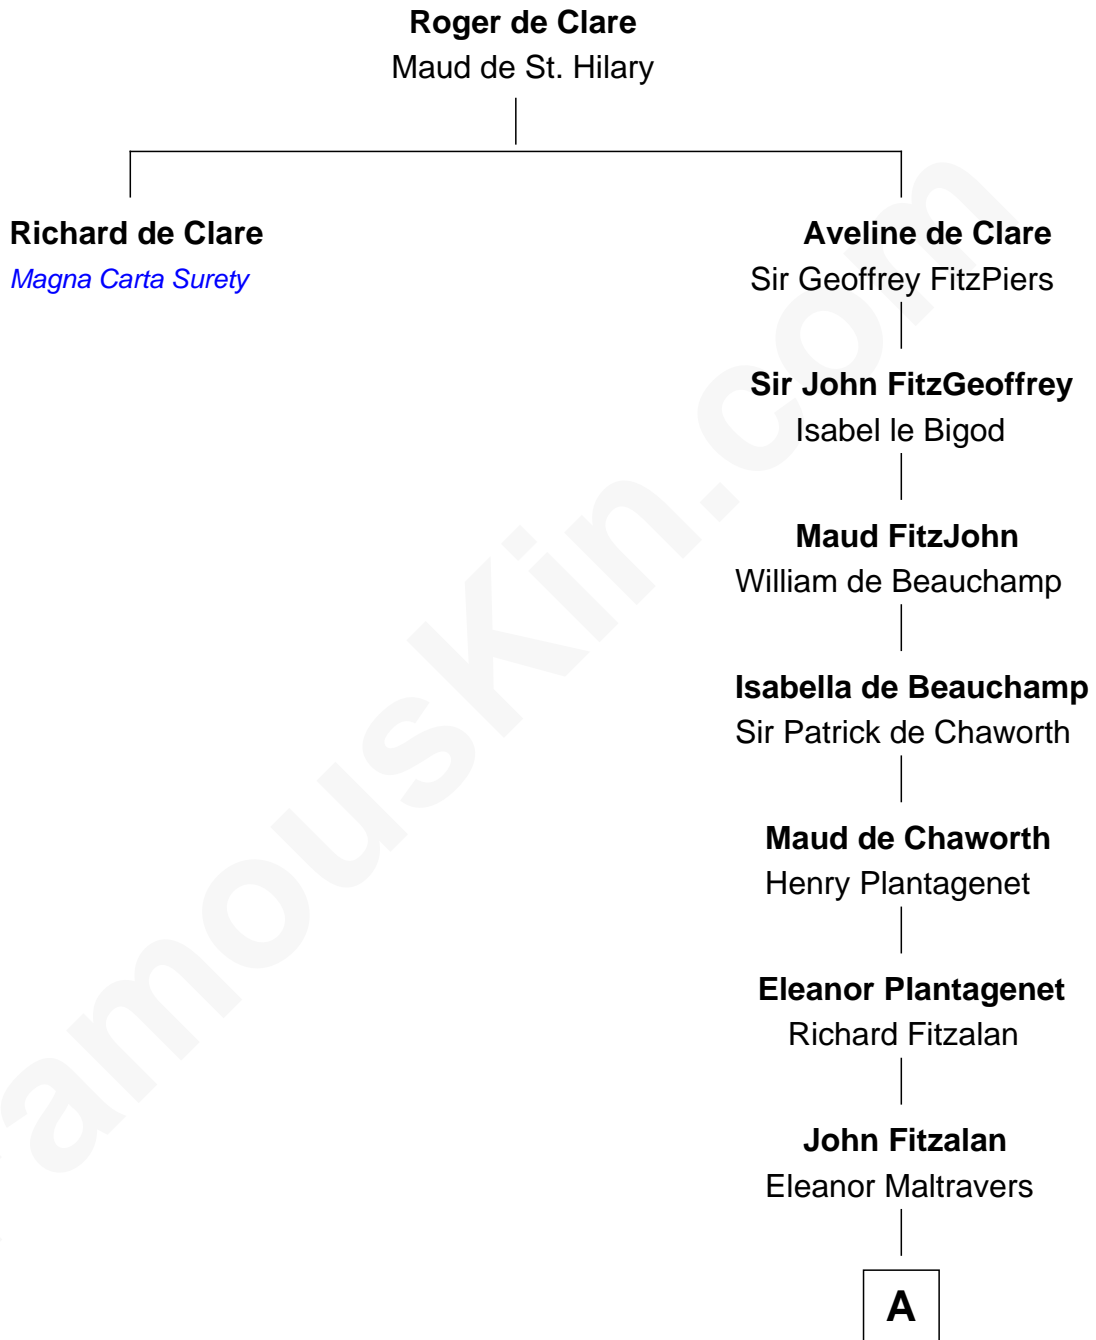 Roger de Clare
Maud de St. Hilary
Richard de Clare
Magna Carta Surety
Aveline de Clare
Sir Geoffrey FitzPiers
Sir John FitzGeoffrey
Isabel le Bigod
Maud FitzJohn
William de Beauchamp
Isabella de Beauchamp
Sir Patrick de Chaworth
Maud de Chaworth
Henry Plantagenet
Eleanor Plantagenet
Richard Fitzalan
John Fitzalan
Eleanor Maltravers
A
amouskin.com